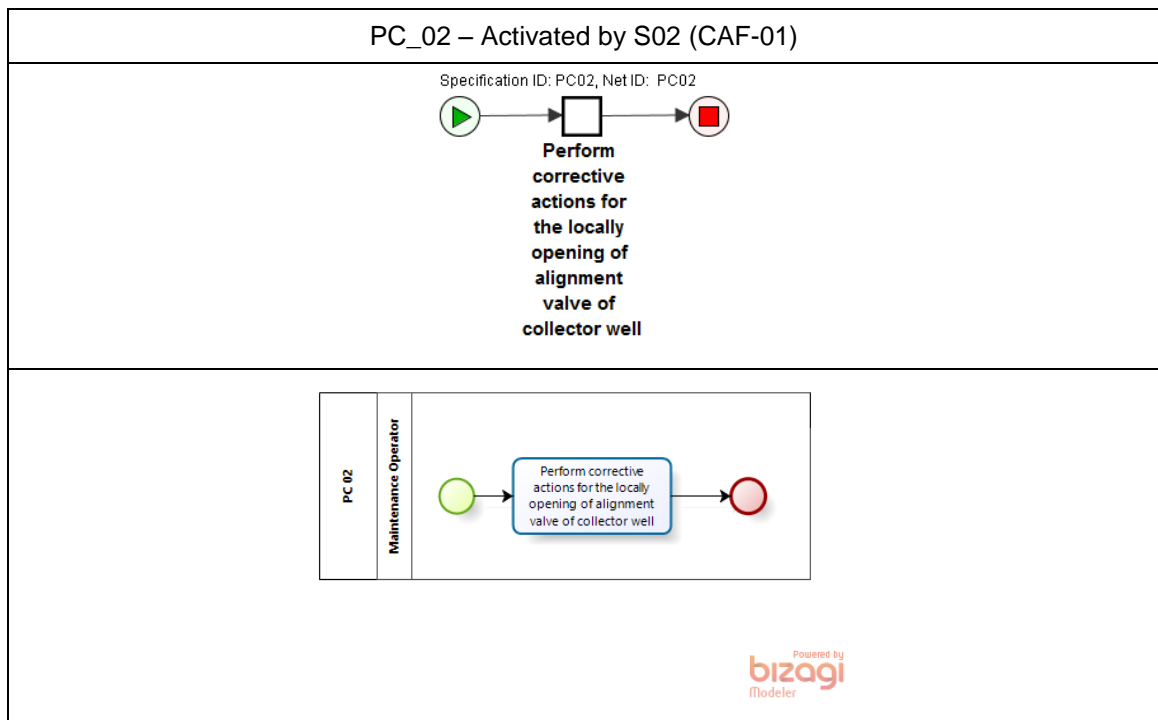 PC_02 – Activated by S02 (CAF-01)
Specification ID: PC02, Net ID: PC02
Perform
corrective
actions for
the locally
opening of
alignment
valve of
collector well
PC 02
Maintenance Operator
Perform corrective
actions for the locally
opening of alignment
valve of collector well
Powered by
bizagi
Modeler